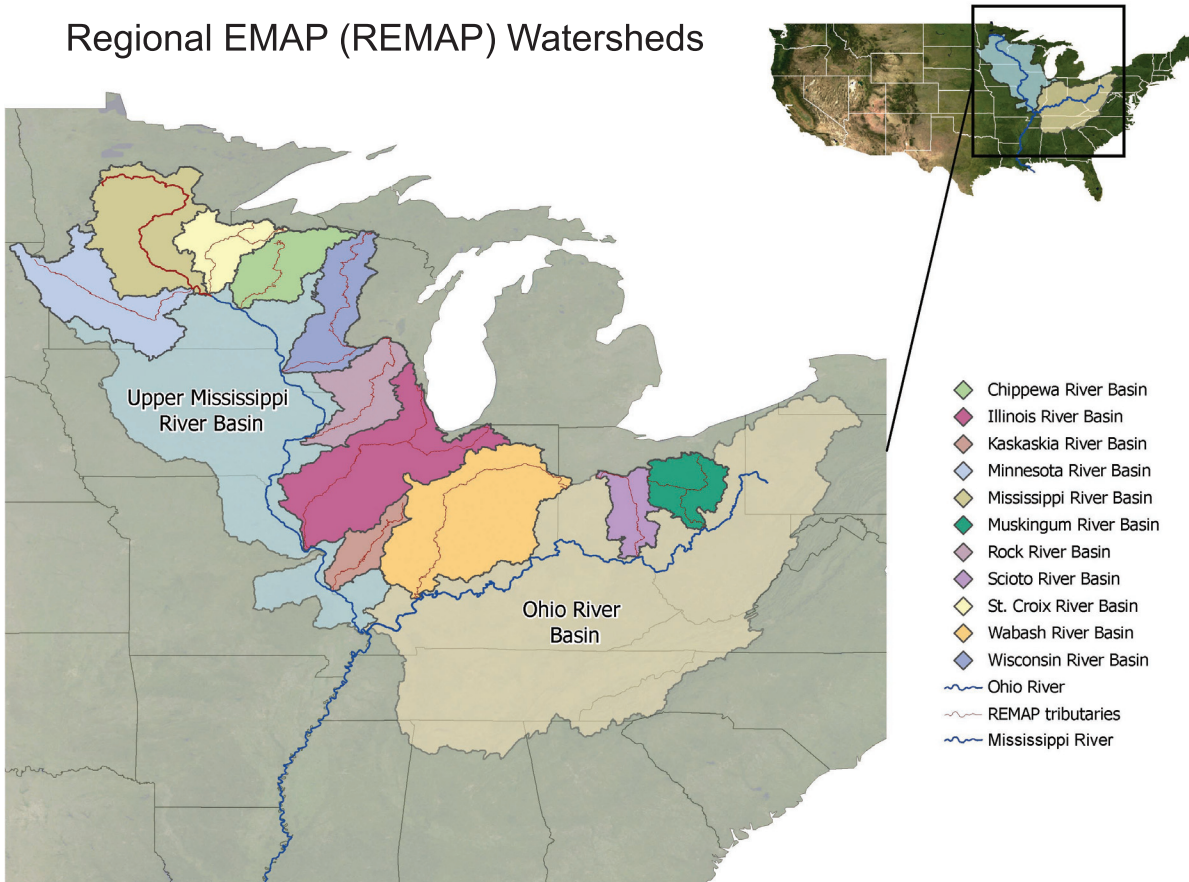 Regional EMAP (REMAP) Watersheds
Upper Mississippi
River Basin
Ohio River
Basin
Chippewa River Basin
Illinois River Basin
Kaskaskia River Basin
Minnesota River Basin
Mississippi River Basin
Muskingum River Basin
Rock River Basin
Scioto River Basin
St. Croix River Basin
Wabash River Basin
Wisconsin River Basin
Ohio River
REMAP tributaries
Mississippi River